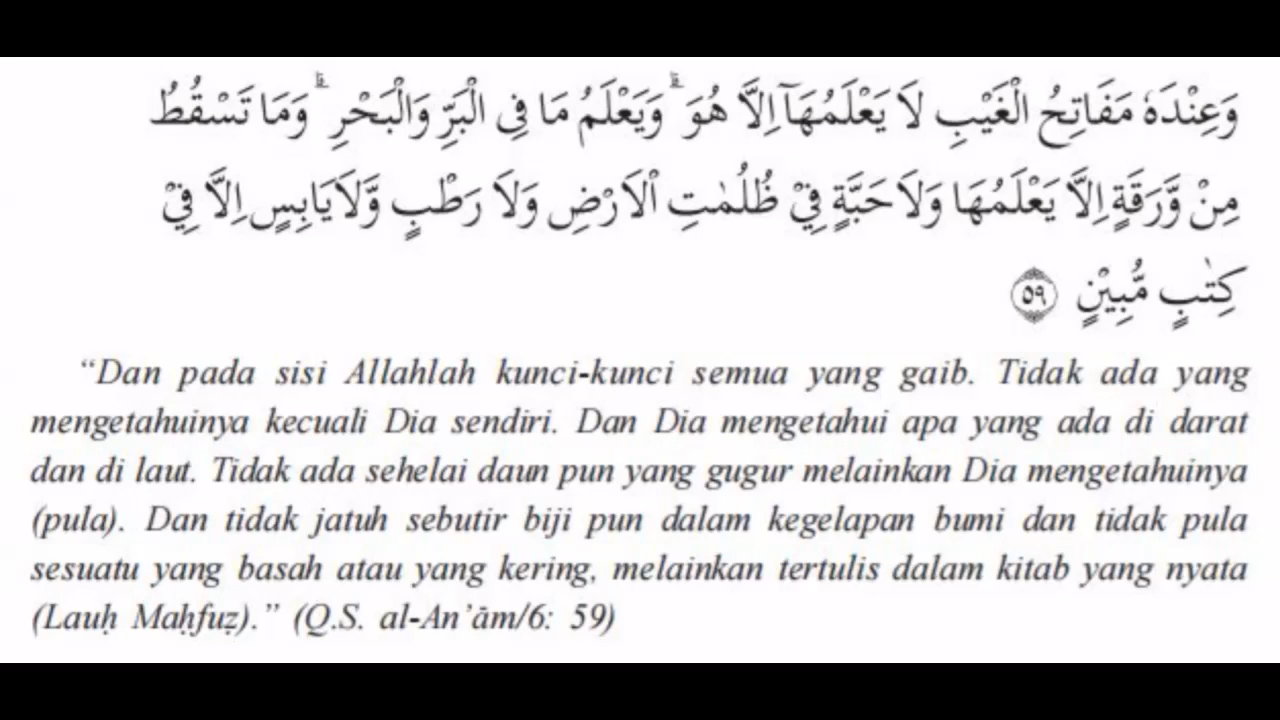 وَعِنْدَهٗ مَفَاتِحُ الْغَيْبِ لَا يَعْلَمُهَآ اِلَّا هُوَ ۗ وَيَعْلَمُ مَا فِى الْبَرِّ وَالْبَحْرِ ۗ وَمَا تَسْقُطُ
مِنْ وَّرَقَةٍ اِلَّا يَعْلَمُهَا وَلَا حَبَّةٍ فِيْ ظُلُمٰتِ الْاَرْضِ وَلَا رَطْبٍ وَّلَا يَابِسٍ اِلَّا فِيْ
كِتٰبٍ مُّبِيْنٍ ٥٩
“Dan pada sisi Allahlah kunci-kunci semua yang gaib. Tidak ada yang
mengetahuinya kecuali Dia sendiri. Dan Dia mengetahui apa yang ada di darat
dan di laut. Tidak ada sehelai daun pun yang gugur melainkan Dia mengetahuinya
(pula). Dan tidak jatuh sebutir biji pun dalam kegelapan bumi dan tidak pula
sesuatu yang basah atau yang kering, melainkan tertulis dalam kitab yang nyata
(Lauḥ Maḥfuẓ).” (Q.S. al-An’ām/6: 59)